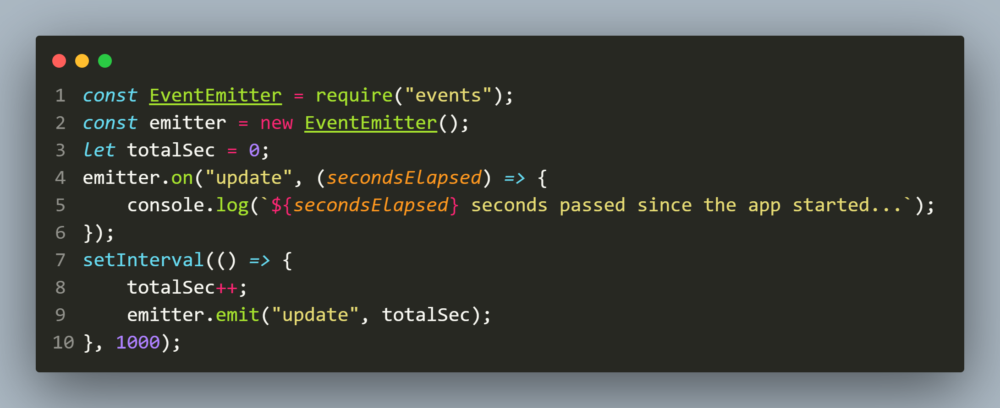 1 const EventEmitter = require("events");
2 const emitter = new EventEmitter();
3 let totalSec = 0;
4 emitter.on("update", (secondsElapsed) => {
5     console.log(`${secondsElapsed} seconds passed since the app started...`);
6 });
7 setInterval(() => {
8     totalSec++;
9     emitter.emit("update", totalSec);
10 }, 1000);